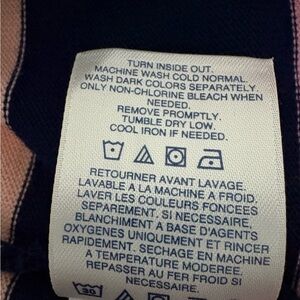 TURN INSIDE OUT.
MACHINE WASH COLD NORMAL.
WASH DARK COLORS SEPARATELY.
ONLY NON-CHLORINE BLEACH WHEN
NEEDED.
REMOVE PROMPTLY.
TUMBLE DRY LOW.
COOL IRON IF NEEDED.
RETOURNER AVANT LAVAGE.
LAVABLE A LA MACHINE A FROID.
LAVER LES COULEURS FONCEES
SEPAREMENT. SI NECESSAIRE,
BLANCHIMENT A BASE D'AGENTS
OXYGENES UNIQUEMENT ET RINCER
RAPIDEMENT. SECHAGE EN MACHINE
A TEMPERATURE MODEREE.
REPASSER AU FER FROID SI
NECESSAIRE.
30